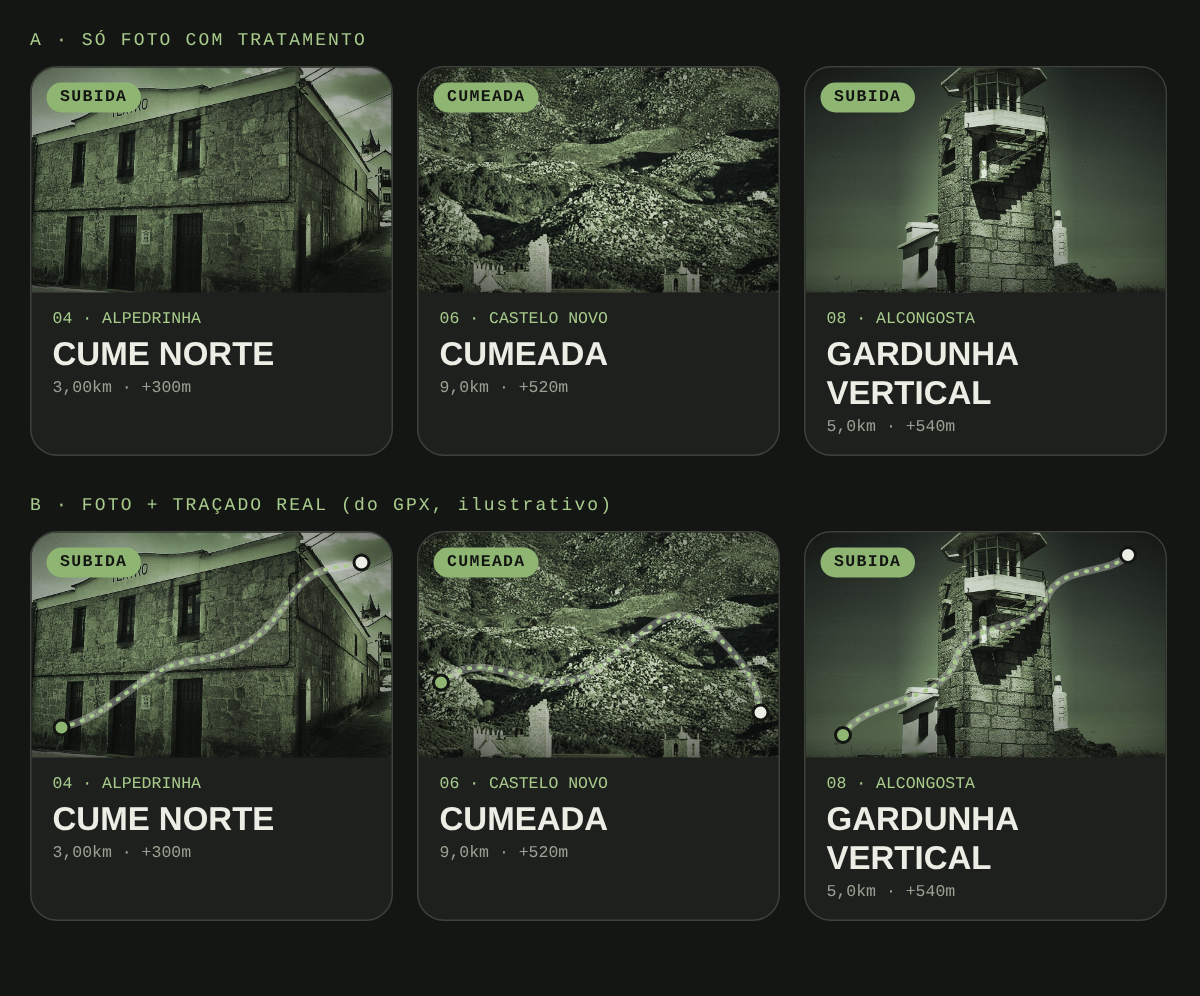 A · SÓ FOTO COM TRATAMENTO
SUBIDA
04 · ALPEDRINHA
CUME NORTE
3,00km · +300m
CUMEADA
06 · CASTELO NOVO
CUMEADA
9,0km · +520m
SUBIDA
08 · ALCONGOSTA
GARDUNHA
VERTICAL
5,0km · +540m
B · FOTO + TRAÇADO REAL (do GPX, ilustrativo)
SUBIDA
04 · ALPEDRINHA
CUME NORTE
3,00km · +300m
CUMEADA
06 · CASTELO NOVO
CUMEADA
9,0km · +520m
SUBIDA
08 · ALCONGOSTA
GARDUNHA
VERTICAL
5,0km · +540m